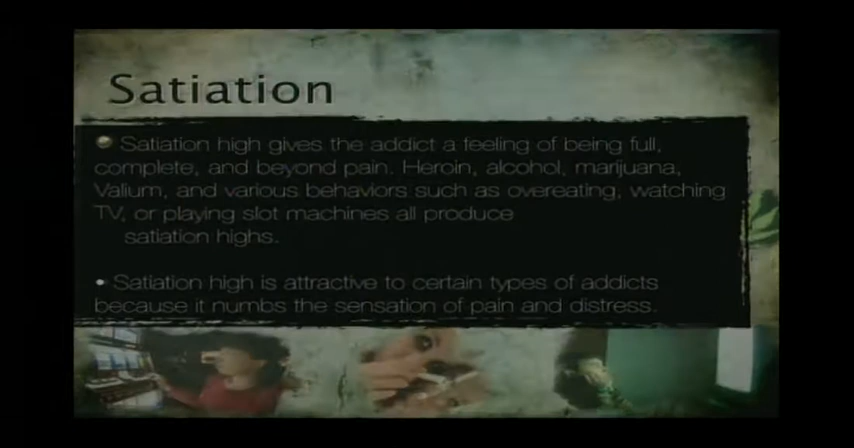 Satiation
Satiation high gives the addict a feeling of being full,
complete, and beyond pain. Heroin, alcohol, marijuana,
Valium, and various behaviors such as overeating, watching
TV, or playing slot machines all produce
satiation highs.
• Satiation high is attractive to certain types of addicts
because it numbs the sensation of pain and distress.